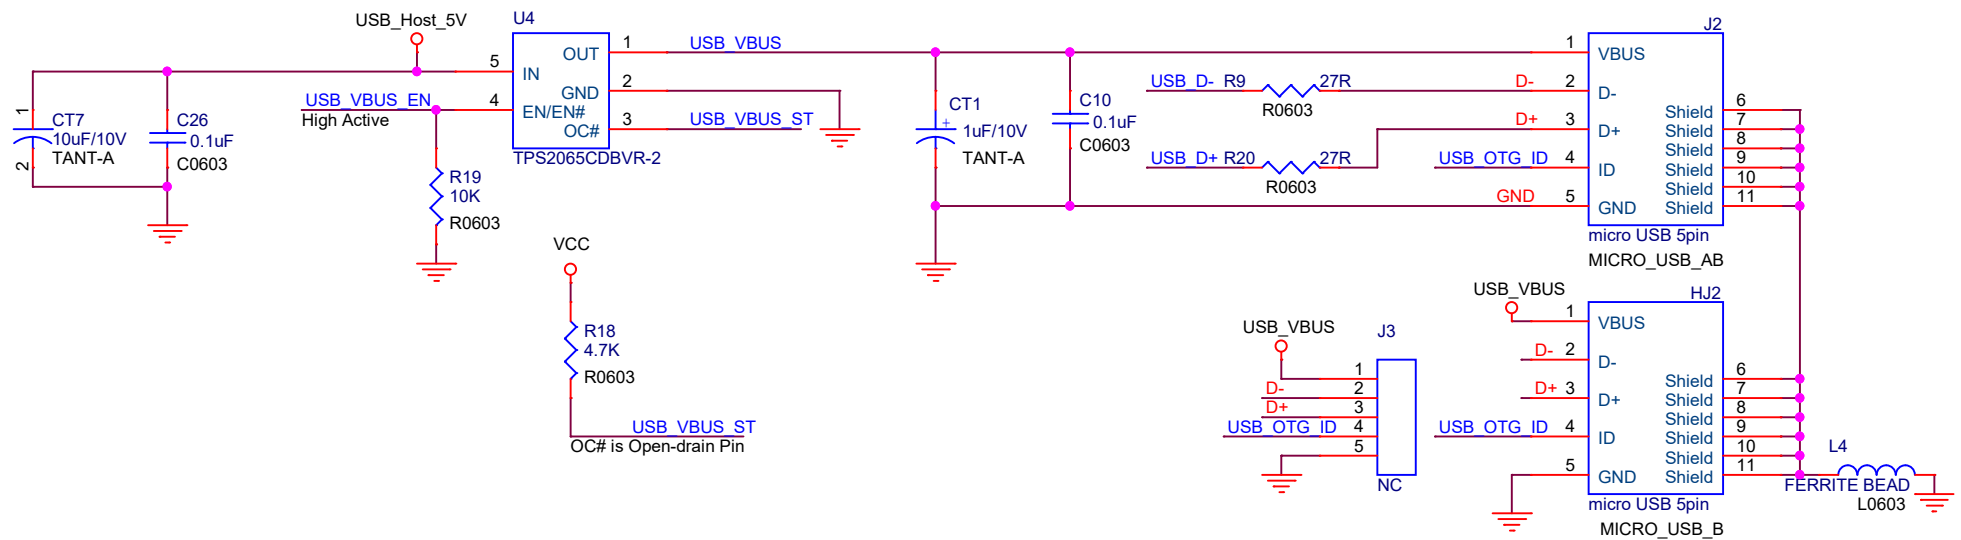 USB_Host_5V
U4
J2
OUT
1
USB_VBUS
1
VBUS
5
IN
2
GND
USB_D-
R9
27R
D-
2
D-
USB_VBUS_EN
4
EN/EN#
High Active
3
OC#
USB_VBUS_ST
R0603
1
CT7
10uF/10V
TANT-A
2
C26
0.1uF
C0603
TPS2065CDBVR-2
CT1
+
1uF/10V
TANT-A
C10
0.1uF
C0603
D+
3
D+
USB_D+
R20
27R
R0603
USB_OTG_ID
4
ID
GND
5
GND
Shield
6
Shield
7
Shield
8
Shield
9
Shield
10
Shield
11
micro USB 5pin
MICRO_USB_AB
R19
10K
R0603
VCC
R18
4.7K
R0603
USB_VBUS_ST
OC# is Open-drain Pin
USB_VBUS
J3
1
D-
2
D+
3
USB_OTG_ID
4
5
NC
USB_VBUS
HJ2
1
VBUS
D-
2
D-
D+
3
D+
USB_OTG_ID
4
ID
5
GND
Shield
6
Shield
7
Shield
8
Shield
9
Shield
10
Shield
11
micro USB 5pin
MICRO_USB_B
L4
FERRITE BEAD
L0603